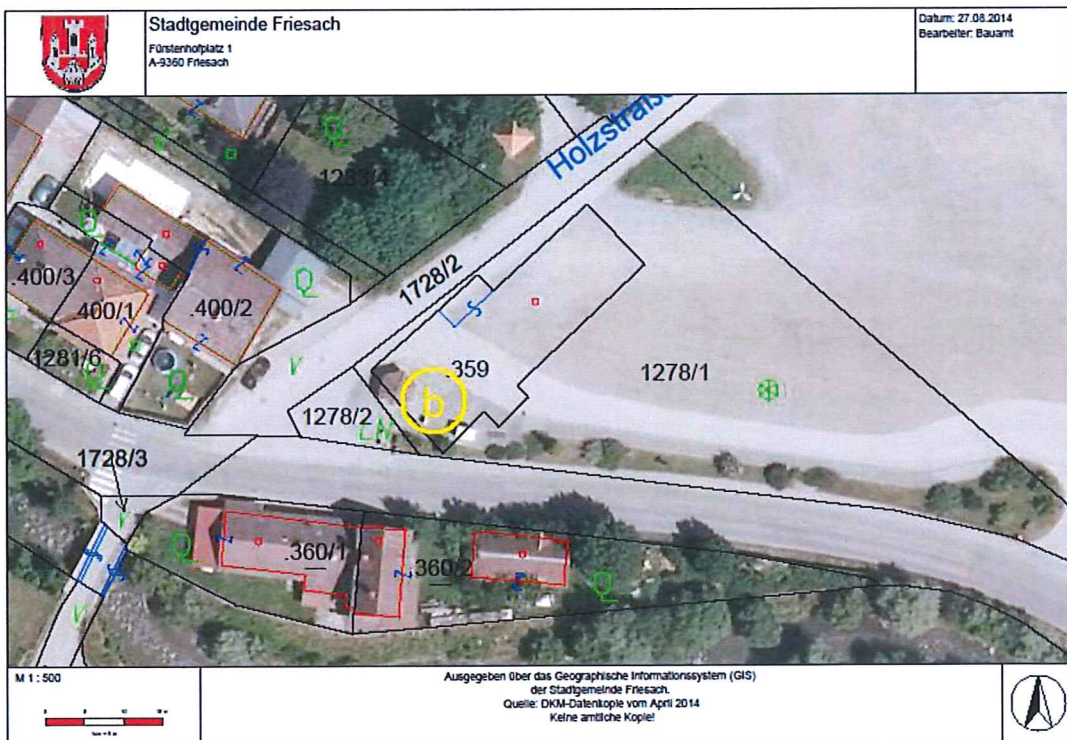 Stadtgemeinde Friesach
Fürstenhofplatz 1
A-9360 Friesach
Datum: 27.08.2014
Bearbeiter: Bauamt
Holzstraße
1283/4
1728/2
.400/3
.400/1
.400/2
1281/6
.359
1278/1
b
1278/2
LN
1728/3
.360/1
.360/2
M 1 : 500
Ausgegeben über das Geographische Informationssystem (GIS)
der Stadtgemeinde Friesach.
Quelle: DKM-Datenkopie vom April 2014
Keine amtliche Kopie!